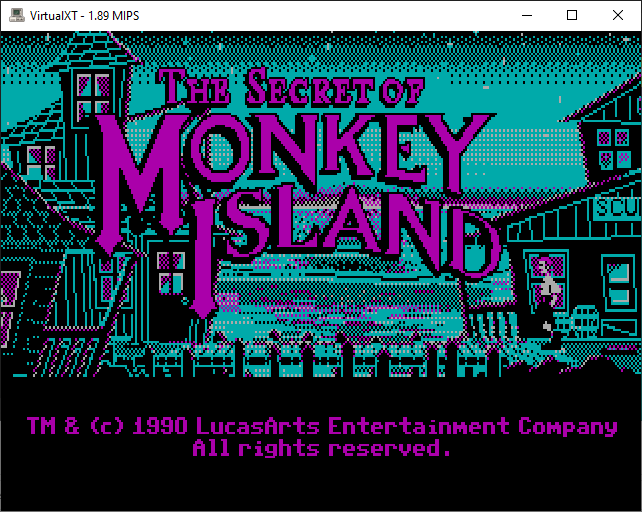 VirtualXT - 1.89 MIPS
THE SECRET OF
MONKEY
ISLAND
SCU
TM & (c) 1990 LucasArts Entertainment Company
All rights reserved.